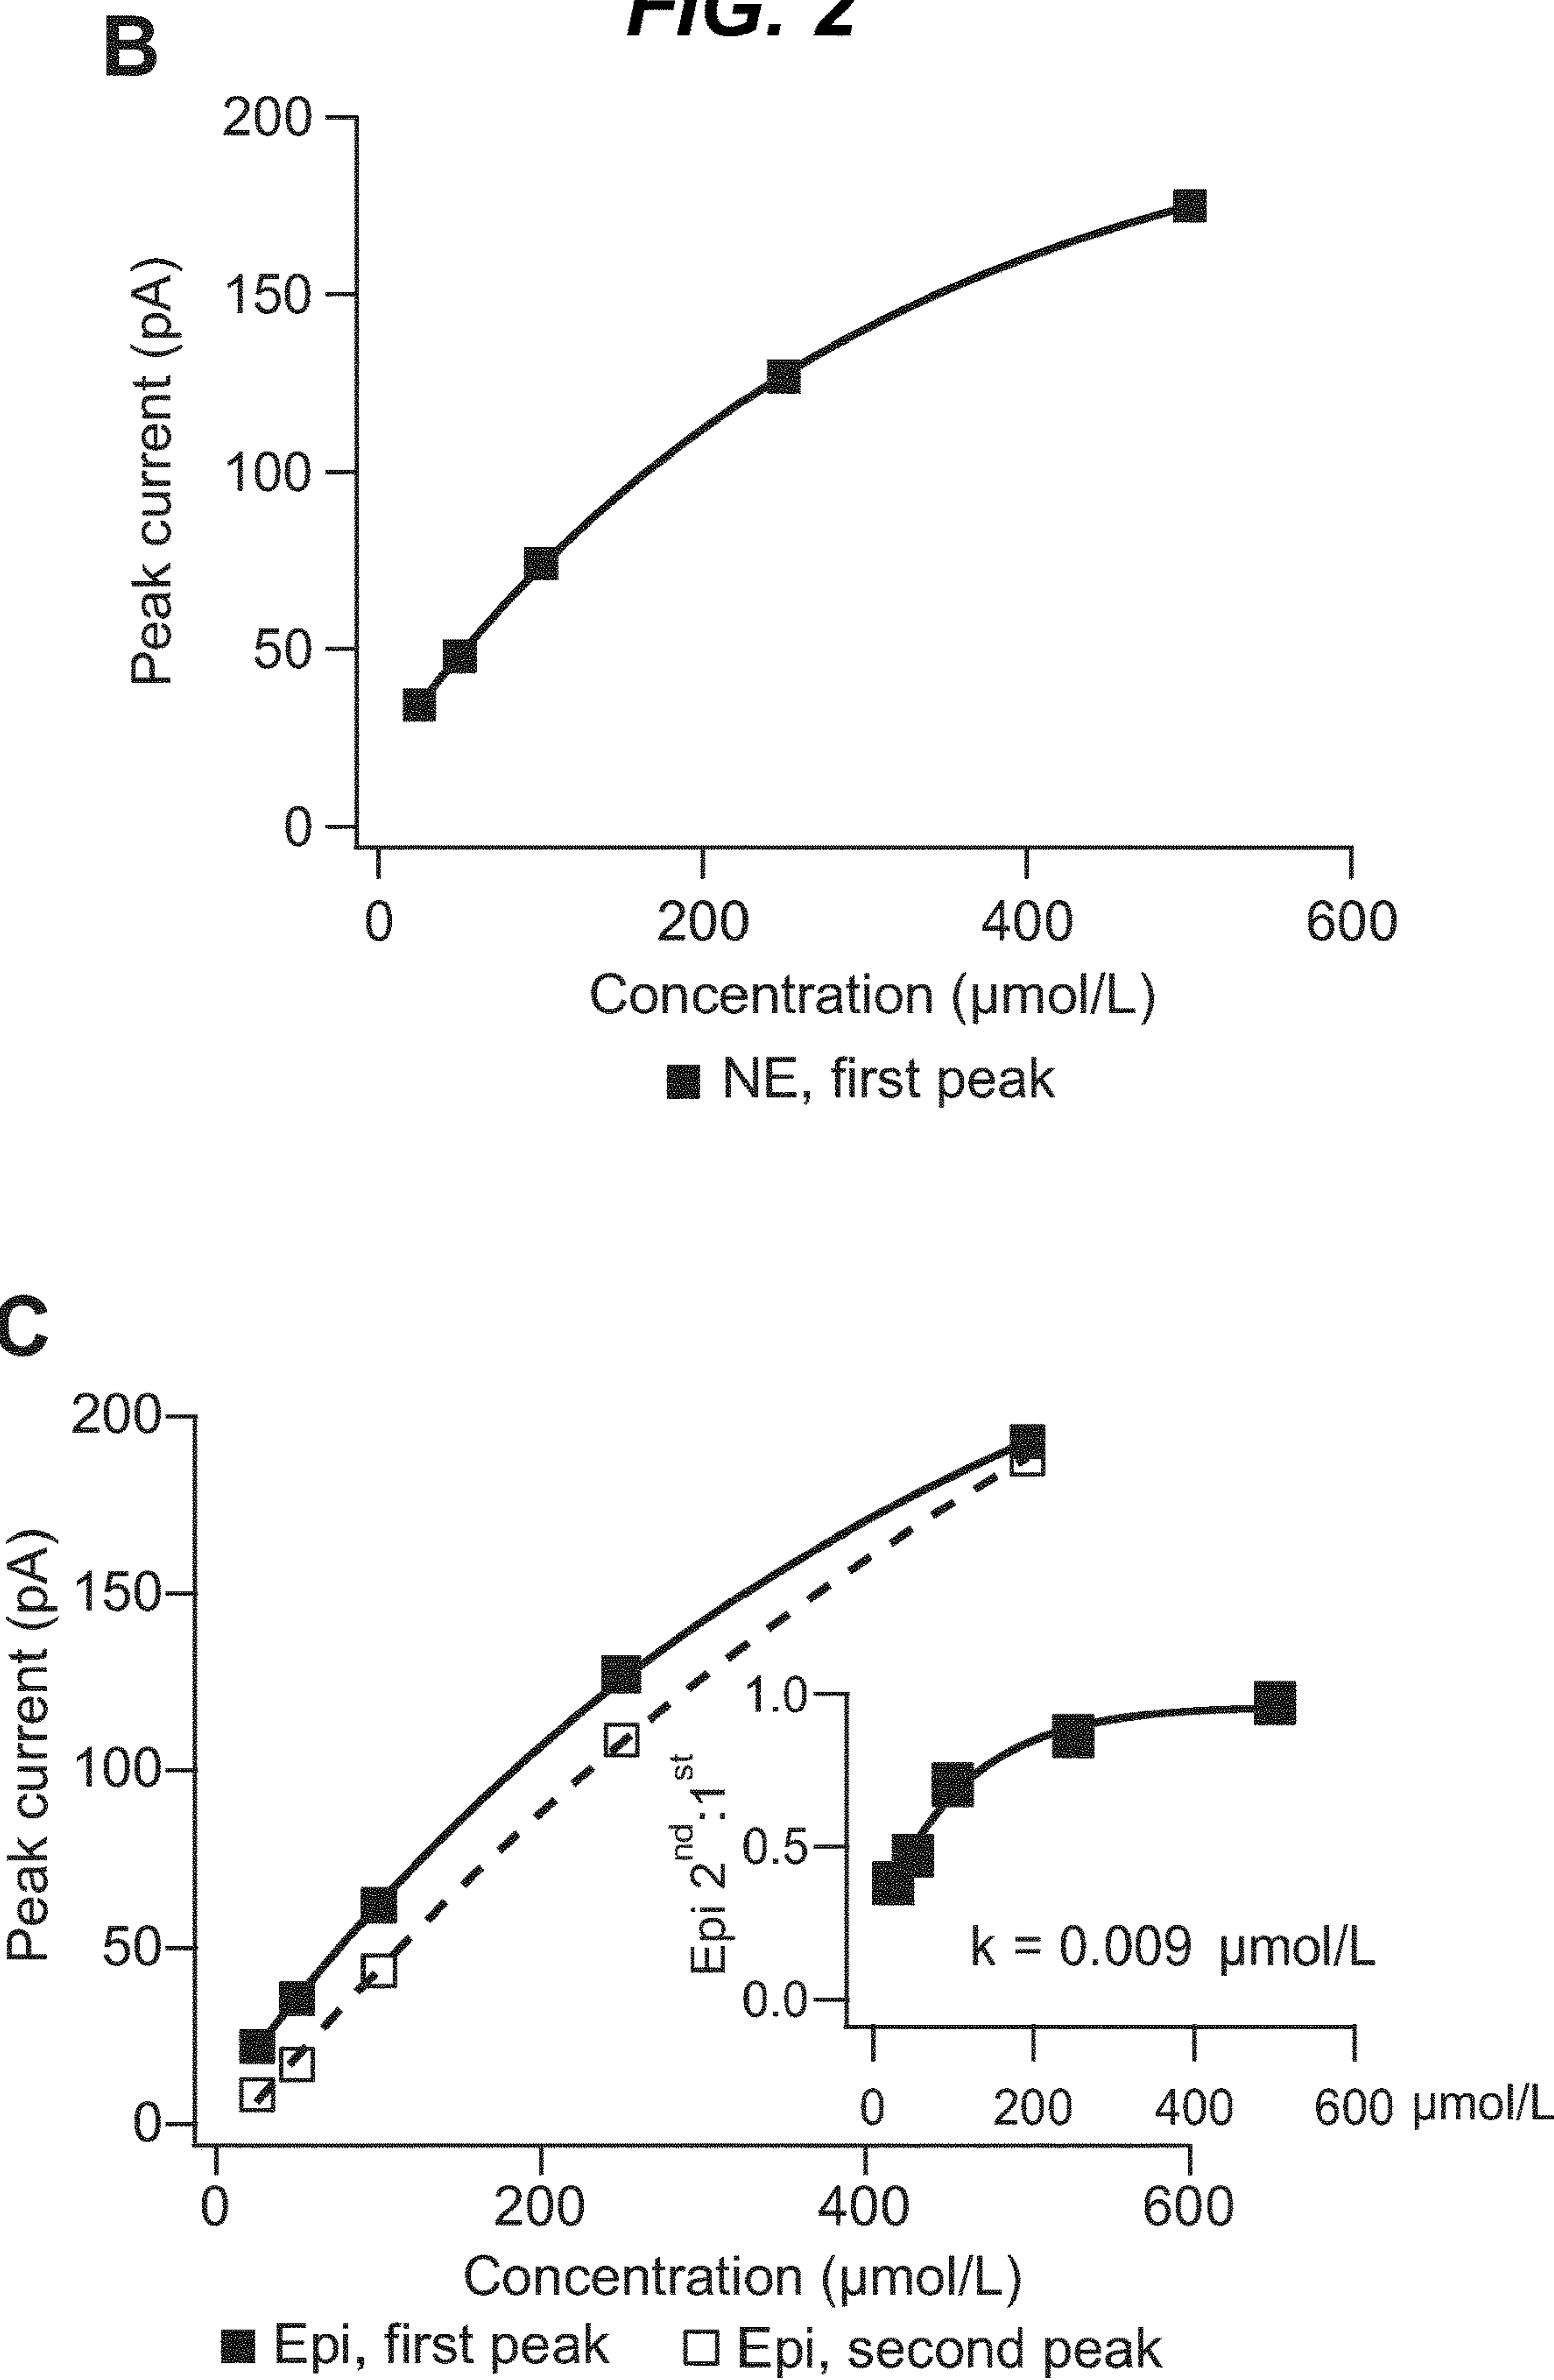 FIG. 2
B
200
150
100
50
0
Peak current (pA)
0 200 400 600
Concentration (µmol/L)
NE, first peak
C
200
150
100
50
0
Peak current (pA)
1.0
0.5
0.0
Epi 2nd:1st
k = 0.009 µmol/L
0 200 400 600 µmol/L
0 200 400 600
Concentration (µmol/L)
Epi, first peak Epi, second peak